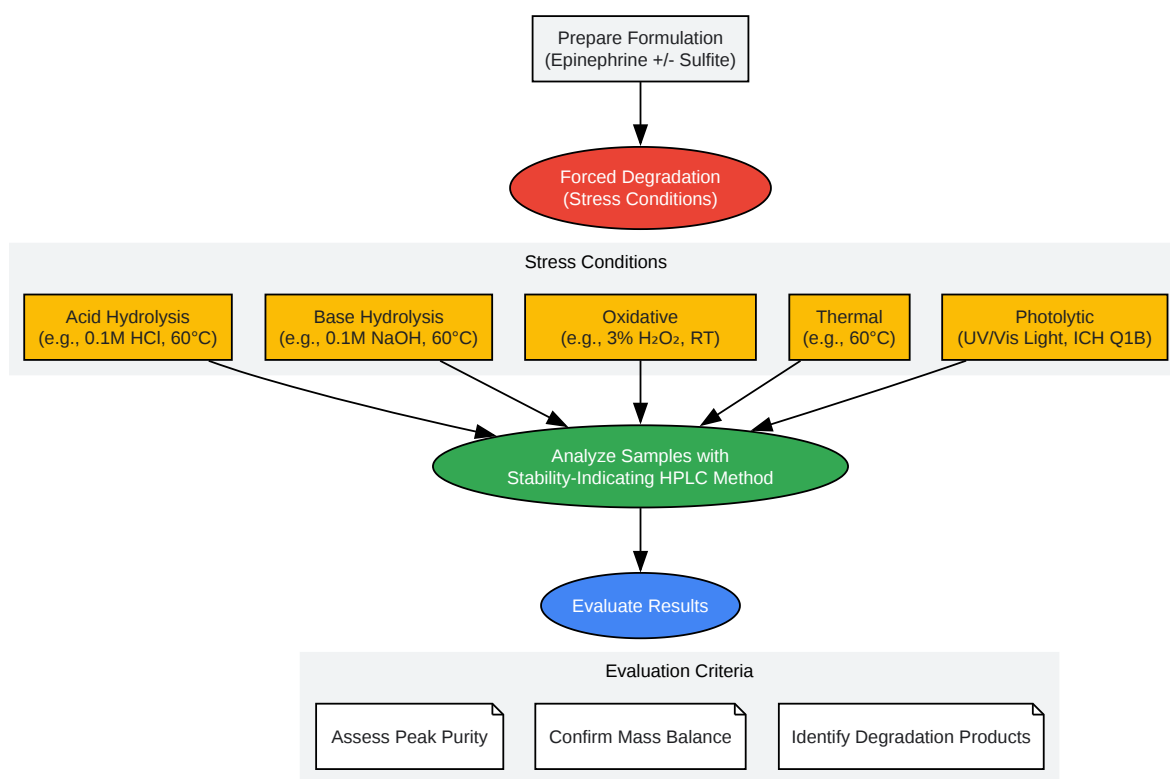 Prepare Formulation
(Epinephrine +/- Sulfite)
Forced Degradation
(Stress Conditions)
Stress Conditions
Acid Hydrolysis
(e.g., 0.1M HCl, 60°C)
Base Hydrolysis
(e.g., 0.1M NaOH, 60°C)
Oxidative
(e.g., 3% H₂O₂, RT)
Thermal
(e.g., 60°C)
Photolytic
(UV/Vis Light, ICH Q1B)
Analyze Samples with
Stability-Indicating HPLC Method
Evaluate Results
Evaluation Criteria
Assess Peak Purity
Confirm Mass Balance
Identify Degradation Products